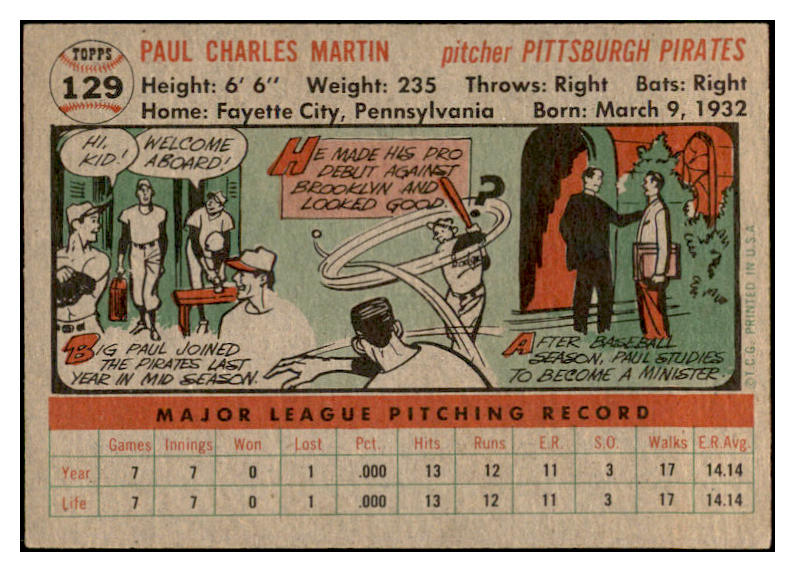 TOPPS
129
PAUL CHARLES MARTIN pitcher PITTSBURGH PIRATES
Height: 6' 6" Weight: 235 Throws: Right Bats: Right
Home: Fayette City, Pennsylvania Born: March 9, 1932
HI, KID!
WELCOME ABOARD!
BIG PAUL JOINED
THE PIRATES LAST
YEAR IN MID SEASON.
HE MADE HIS PRO
DEBUT AGAINST
BROOKLYN AND
LOOKED GOOD.
?
AFTER BASEBALL
SEASON, PAUL STUDIES
TO BECOME A MINISTER.
© T.C.G. PRINTED IN U.S.A.
MAJOR LEAGUE PITCHING RECORD
Games Innings Won Lost Pct. Hits Runs E.R. S.O. Walks E.R.Avg.
Year 7 7 0 1 .000 13 12 11 3 17 14.14
Life 7 7 0 1 .000 13 12 11 3 17 14.14